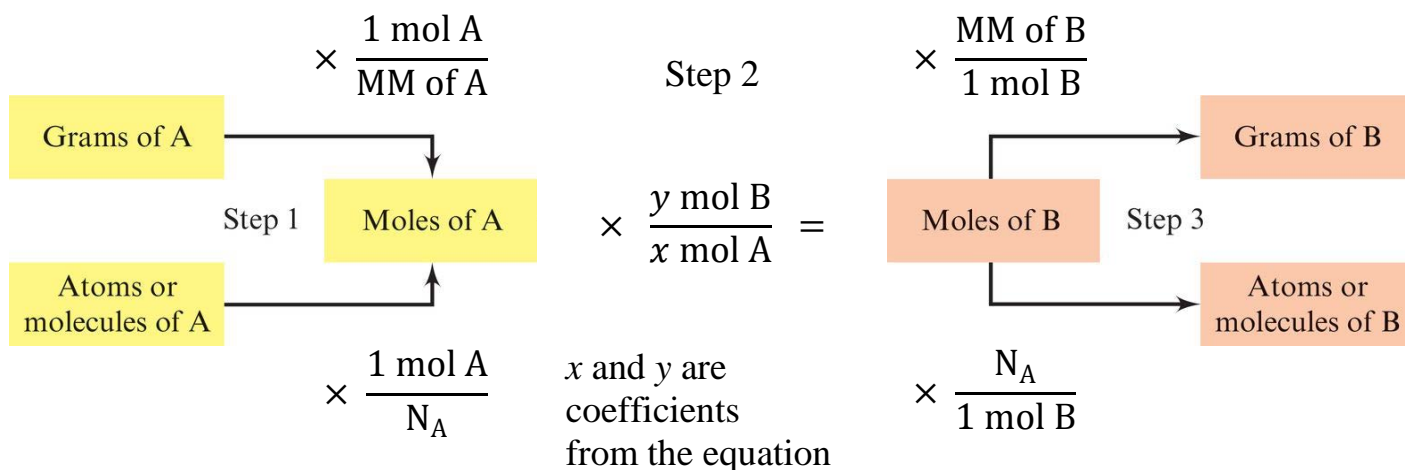 × 1 mol A / MM of A
Step 2
× MM of B / 1 mol B
Grams of A
Grams of B
Step 1
Moles of A
× y mol B / x mol A =
Moles of B
Step 3
Atoms or
molecules of A
Atoms or
molecules of B
× 1 mol A / N_A
x and y are
coefficients
from the equation
× N_A / 1 mol B